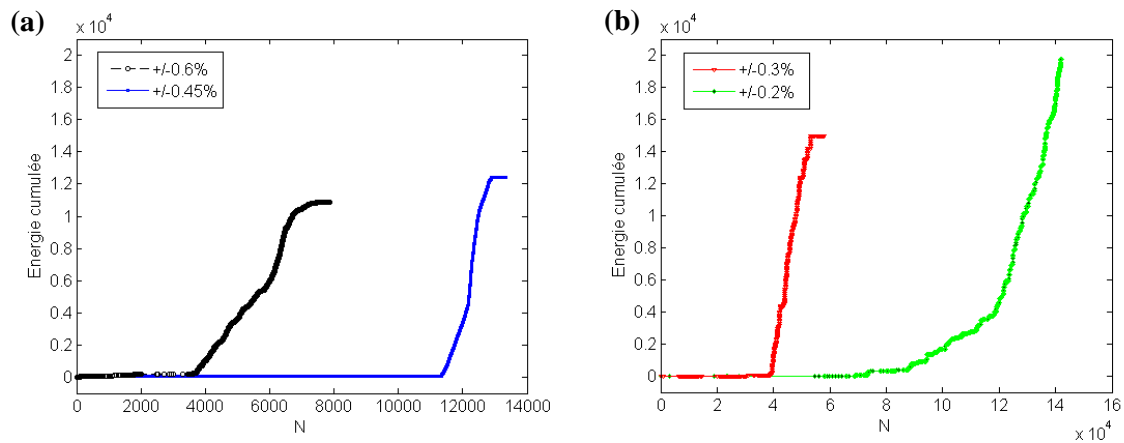 (a)
x 10^4
+/-0.6%
+/-0.45%
2
1.8
1.6
1.4
1.2
1
0.8
0.6
0.4
0.2
0
Energie cumulée
0 2000 4000 6000 8000 10000 12000 14000
N
(b)
x 10^4
+/-0.3%
+/-0.2%
2
1.8
1.6
1.4
1.2
1
0.8
0.6
0.4
0.2
0
Energie cumulée
0 2 4 6 8 10 12 14 16
N
x 10^4